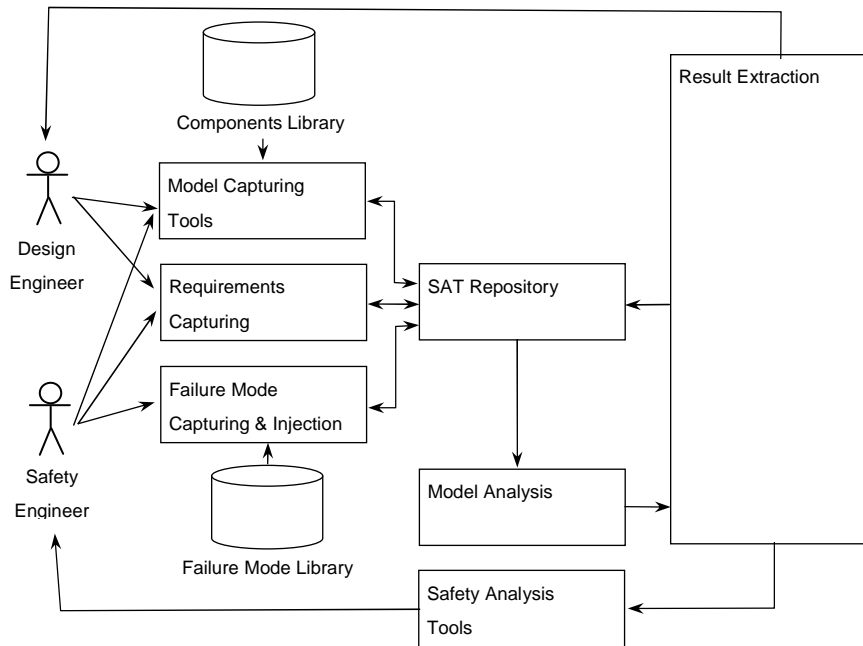 Result Extraction
Components Library
Model Capturing
Tools
Design
Engineer
Requirements
Capturing
SAT Repository
Failure Mode
Capturing & Injection
Safety
Engineer
Model Analysis
Failure Mode Library
Safety Analysis
Tools